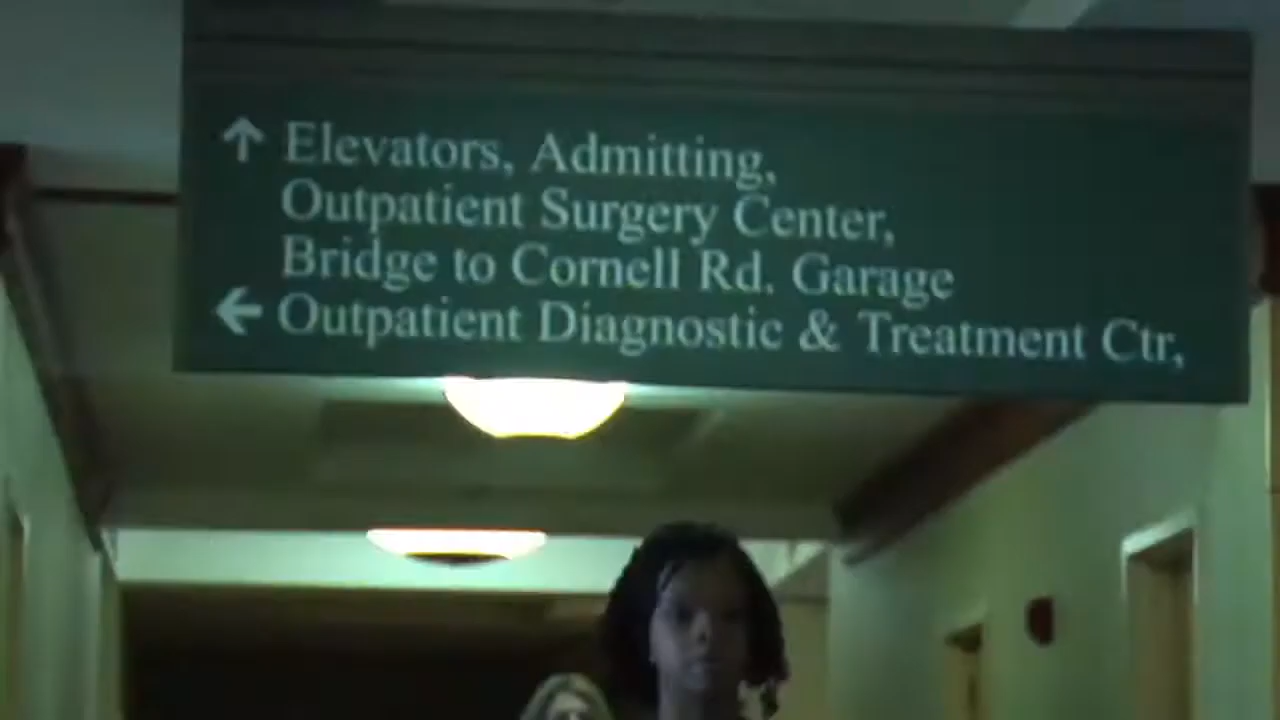 ↑ Elevators, Admitting,
Outpatient Surgery Center,
Bridge to Cornell Rd. Garage
← Outpatient Diagnostic & Treatment Ctr,